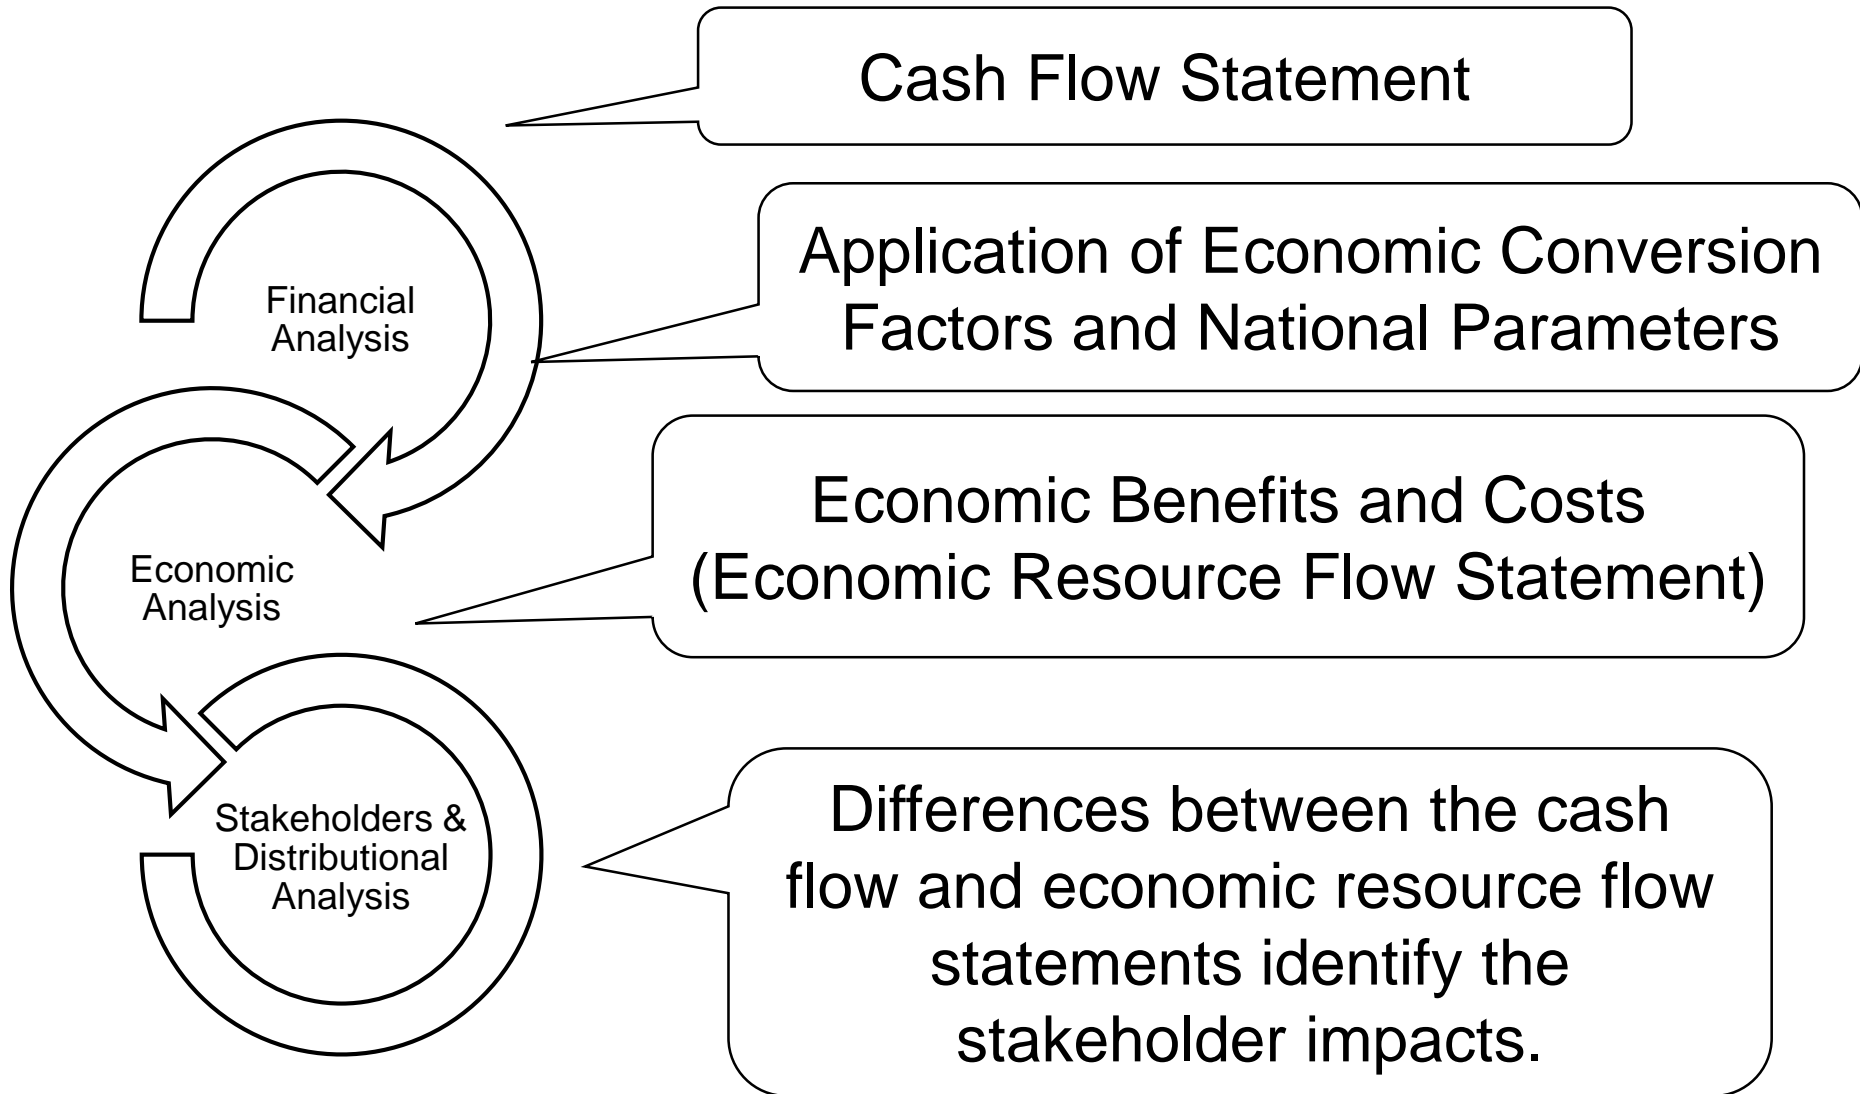 Cash Flow Statement
Application of Economic Conversion
Factors and National Parameters
Financial
Analysis
Economic Benefits and Costs
(Economic Resource Flow Statement)
Economic
Analysis
Differences between the cash
flow and economic resource flow
statements identify the
stakeholder impacts.
Stakeholders &
Distributional
Analysis